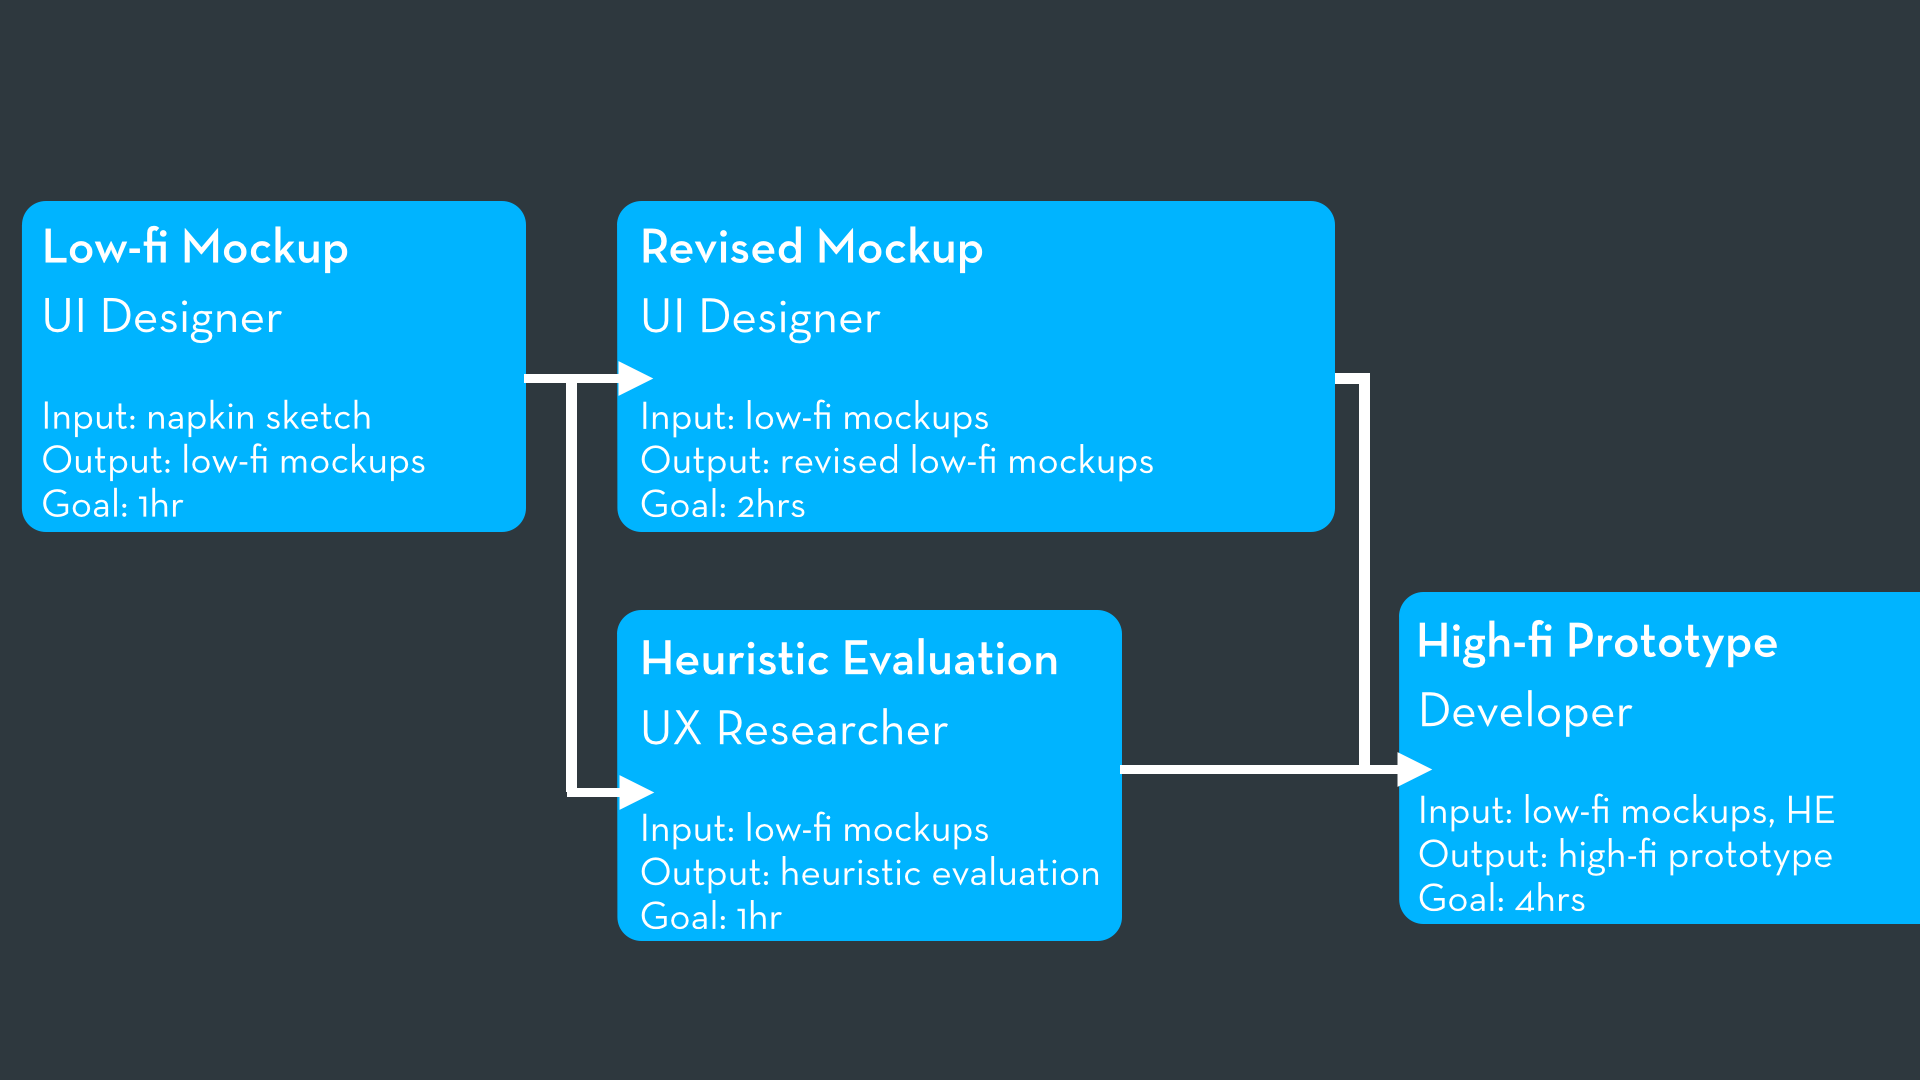 Low-fi Mockup
UI Designer
Input: napkin sketch
Output: low-fi mockups
Goal: 1hr
Revised Mockup
UI Designer
Input: low-fi mockups
Output: revised low-fi mockups
Goal: 2hrs
Heuristic Evaluation
UX Researcher
Input: low-fi mockups
Output: heuristic evaluation
Goal: 1hr
High-fi Prototype
Developer
Input: low-fi mockups, HE
Output: high-fi prototype
Goal: 4hrs